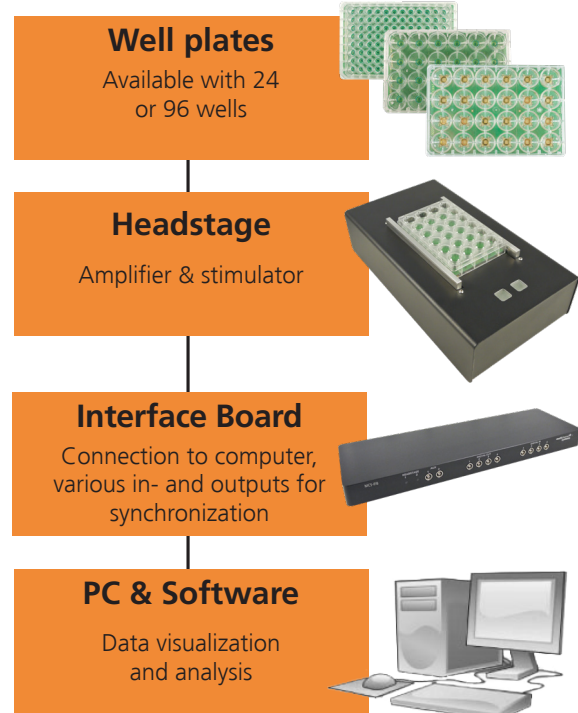 Well plates
Available with 24
or 96 wells
Headstage
Amplifier & stimulator
Interface Board
Connection to computer,
various in- and outputs for
synchronization
PC & Software
Data visualization
and analysis